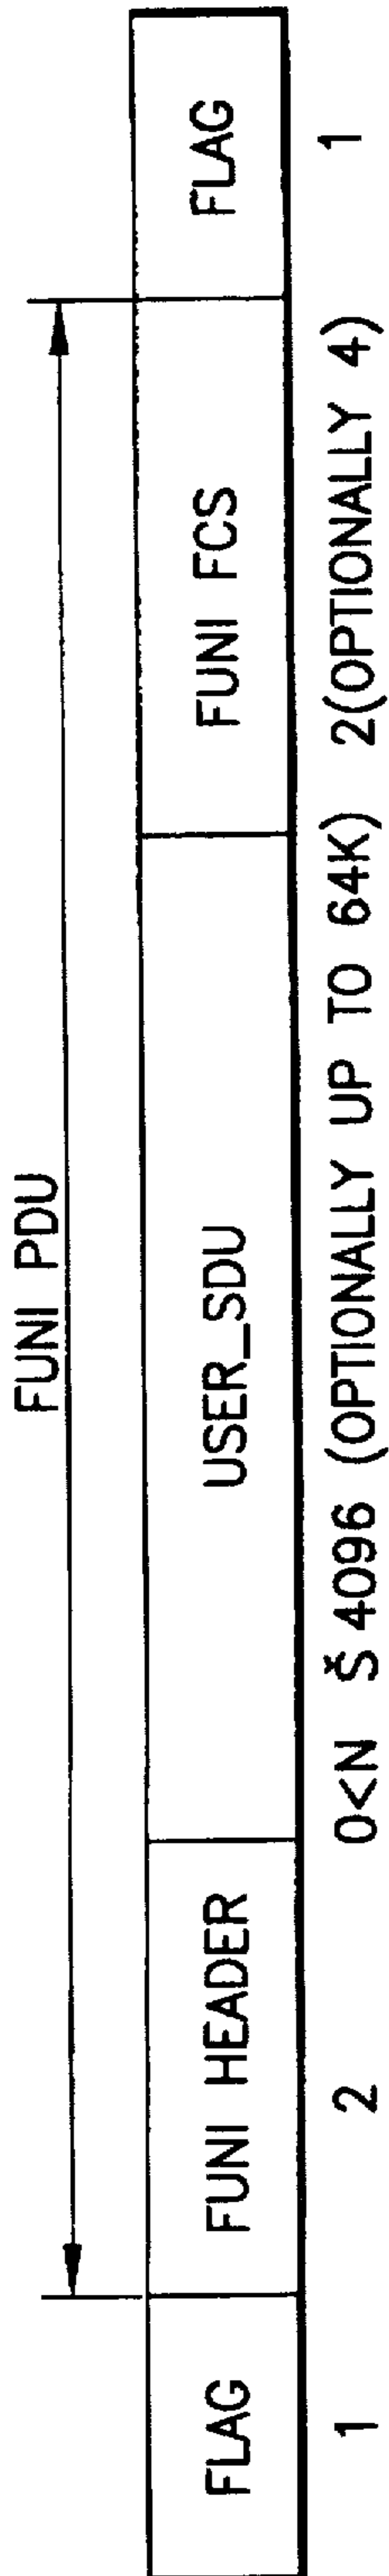 FUNI PDU
FLAG FUNI HEADER USER_SDU FUNI FCS FLAG
1 2 0<N Š 4096 (OPTIONALLY UP TO 64K) 2(OPTIONALLY 4) 1